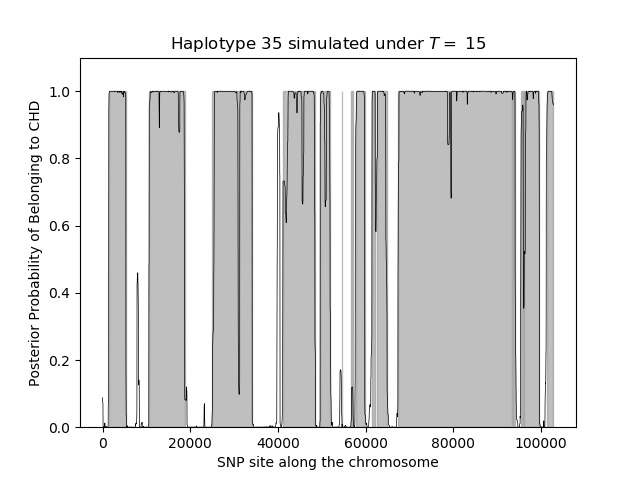 Haplotype 35 simulated under T = 15
Posterior Probability of Belonging to CHD
1.0
0.8
0.6
0.4
0.2
0.0
0 20000 40000 60000 80000 100000
SNP site along the chromosome